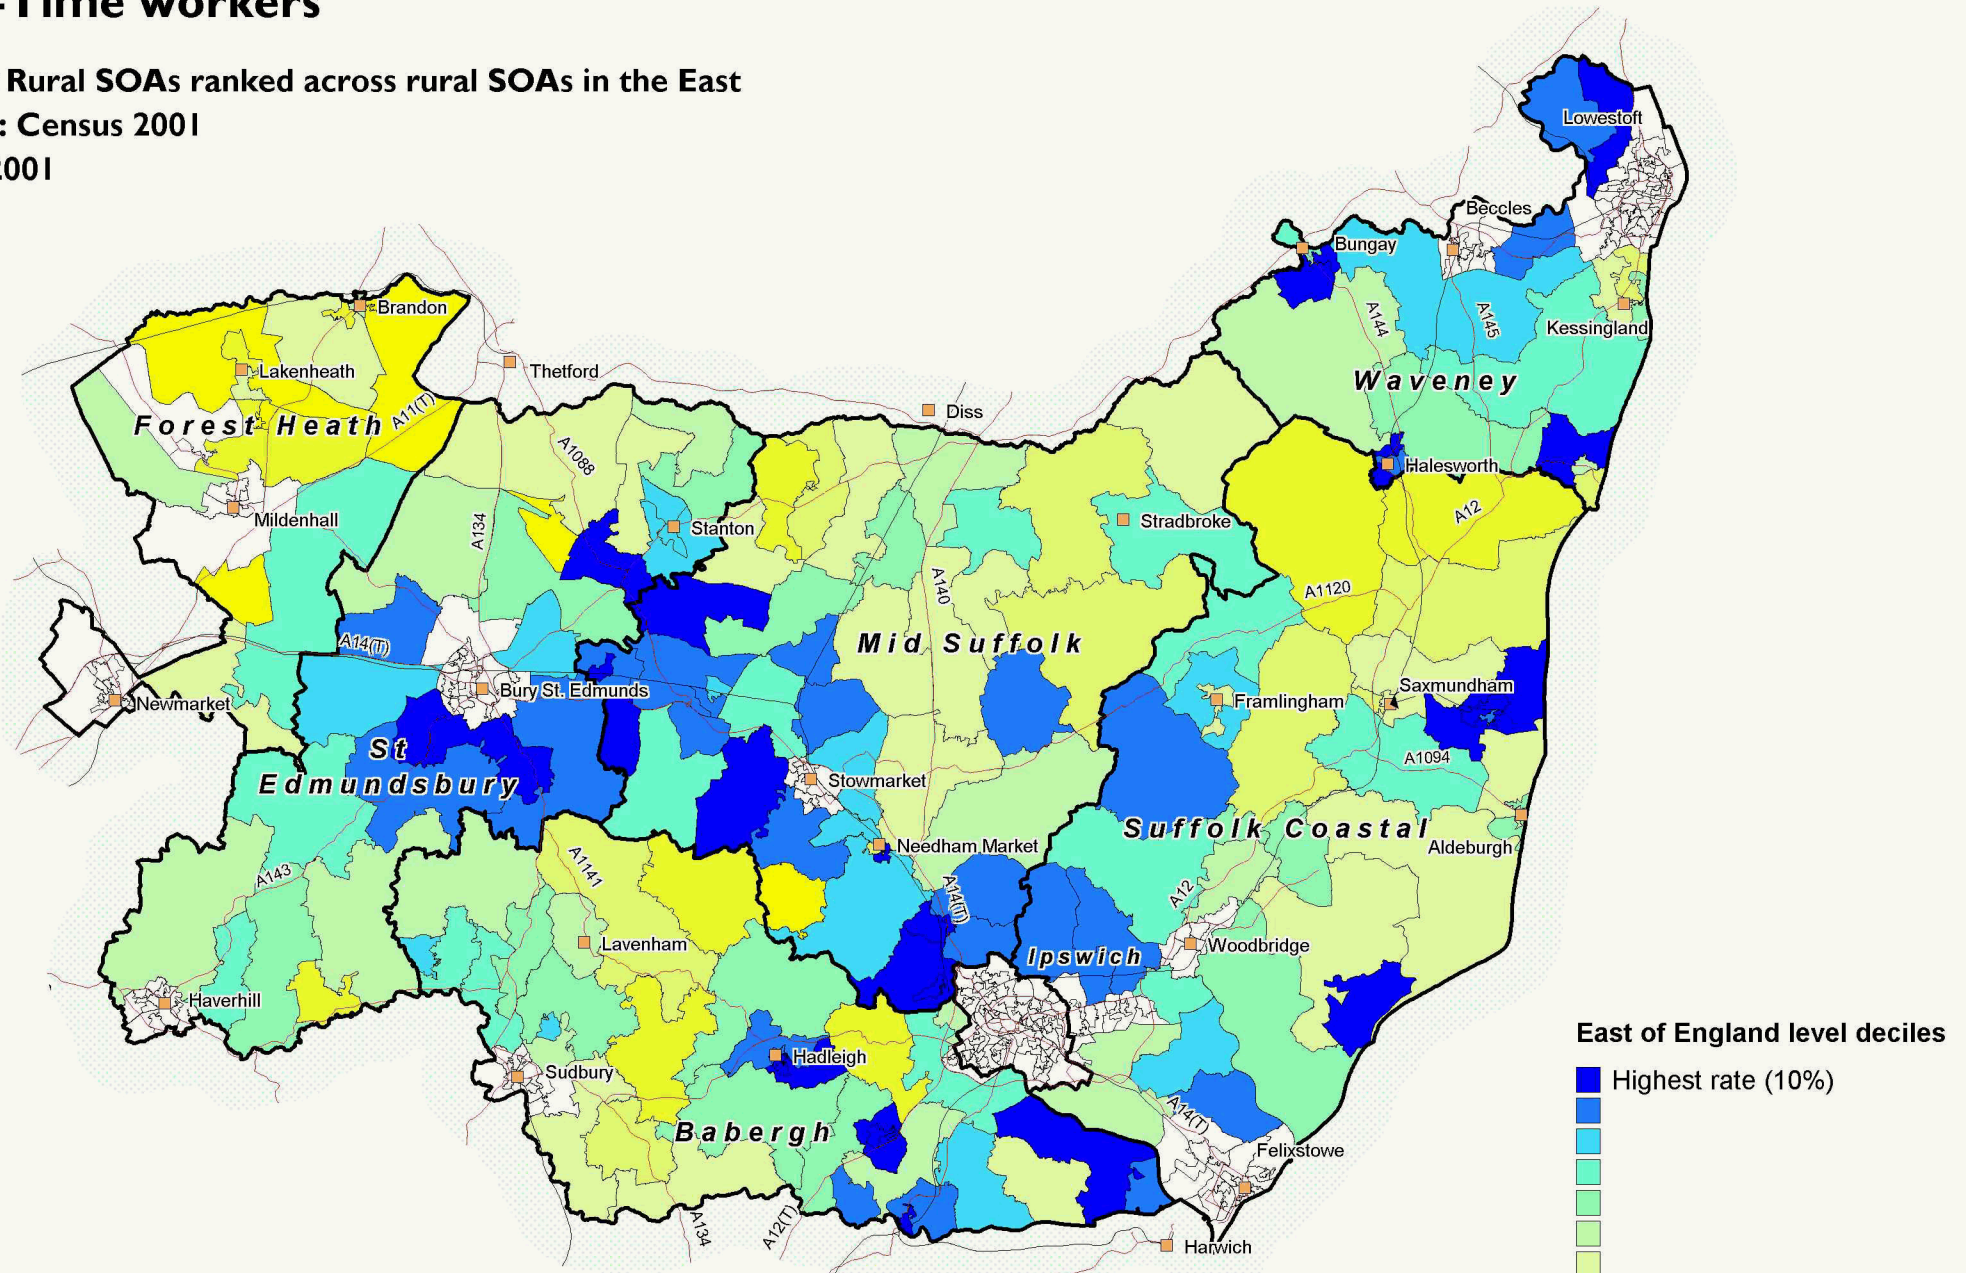 -Time workers
Rural SOAs ranked across rural SOAs in the East
: Census 2001
2001
Lowestoft
Beccles
Bungay
A144
A145
Kessingland
Waveney
Brandon
Lakenheath
Thetford
Forest Heath
A11(T)
Diss
A1088
Halesworth
Mildenhall
A134
Stanton
Stradbroke
A12
A140
A1120
A14(T)
Mid Suffolk
Newmarket
Bury St. Edmunds
Framlingham
Saxmundham
St
Edmundsbury
Stowmarket
A1094
Suffolk Coastal
Needham Market
Aldeburgh
A143
A1141
A14(T)
A12
Lavenham
Ipswich
Woodbridge
Haverhill
Hadleigh
Sudbury
Babergh
A14(T)
Felixstowe
A134
A12(T)
Harwich
East of England level deciles
Highest rate (10%)